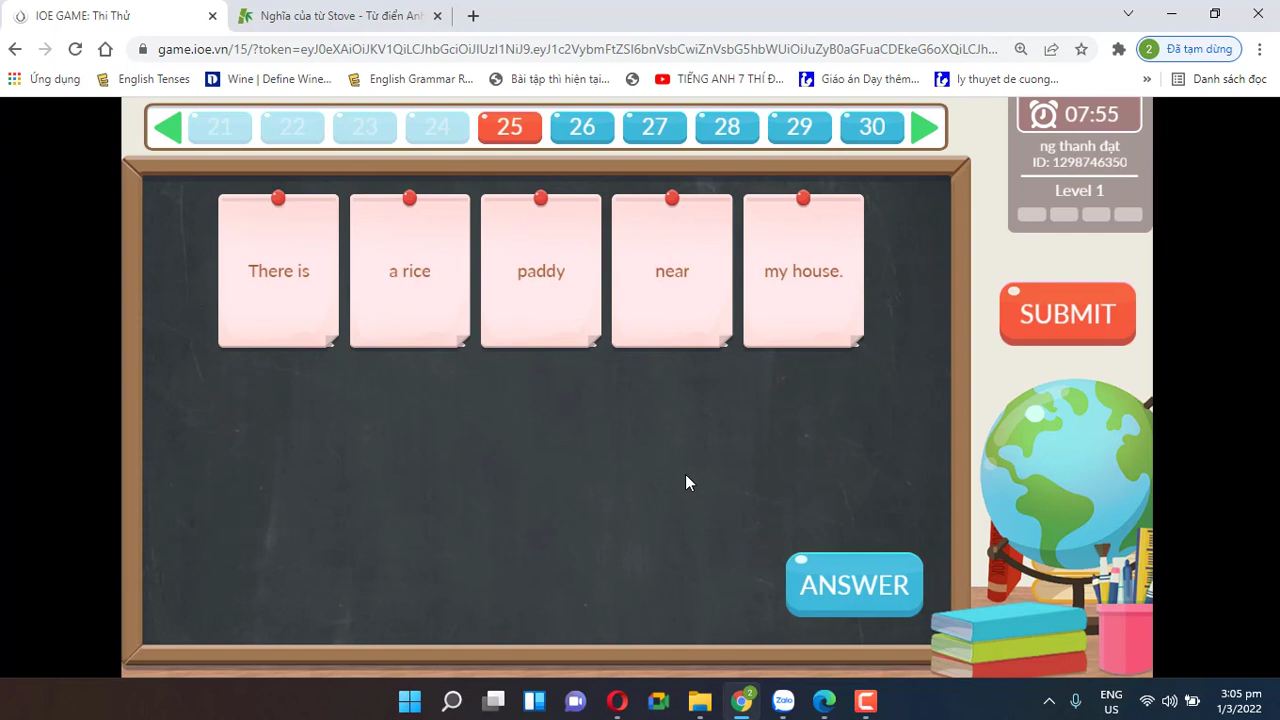 IOE GAME: Thi Thử
Nghĩa của từ Stove - Từ điển Anh
game.ioe.vn/15/?token=eyJ0eXAiOiJKV1QiLCJhbGciOiJIUzI1NiJ9.eyJ1c2VybmFtZSI6bnVsbCwiZnVsbG5hbWUiOiJuZyB0aGFuaCDEkeG6oXQiLCJh...
Đã tạm dừng
Ứng dụng
English Tenses
Wine | Define Wine...
English Grammar R...
Bài tập thì hiện tại...
TIẾNG ANH 7 THÍ Đ...
Giáo án Dạy thêm...
ly thuyet de cuong...
Danh sách đọc
21 22 23 24 25 26 27 28 29 30
07:55
ng thanh đạt
ID: 1298746350
Level 1
There is
a rice
paddy
near
my house.
SUBMIT
ANSWER
2
Zalo
ENG
US
3:05 PM
1/3/2022